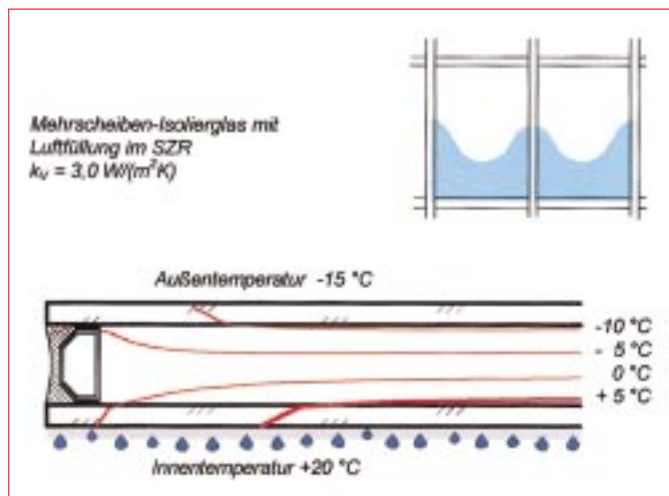 Mehrscheiben-Isolierglas mit
Luftfüllung im SZR
kᵥ = 3,0 W/(m²K)
Außentemperatur -15 °C
-10 °C
- 5 °C
0 °C
+ 5 °C
Innentemperatur +20 °C